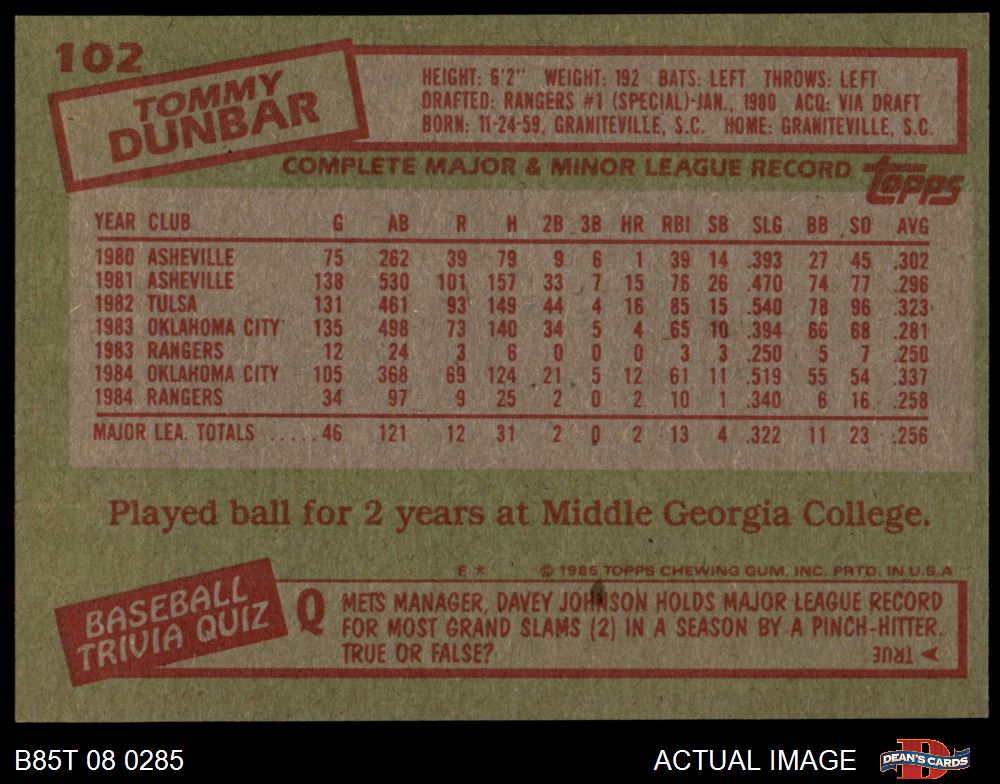 102
TOMMY
DUNBAR
HEIGHT: 6'2" WEIGHT: 192 BATS: LEFT THROWS: LEFT
DRAFTED: RANGERS #1 (SPECIAL)-JAN., 1980 ACQ: VIA DRAFT
BORN: 11-24-59, GRANITEVILLE, S.C. HOME: GRANITEVILLE, S.C.
COMPLETE MAJOR & MINOR LEAGUE RECORD
Topps
YEAR CLUB G AB R H 2B 3B HR RBI SB SLG BB SO AVG
1980 ASHEVILLE 75 262 39 79 9 6 1 39 14 .393 27 45 .302
1981 ASHEVILLE 138 530 101 157 33 7 15 76 26 .470 74 77 .296
1982 TULSA 131 461 93 149 44 4 16 85 15 .540 78 96 .323
1983 OKLAHOMA CITY 135 498 73 140 34 5 4 65 10 .394 66 68 .281
1983 RANGERS 12 24 3 6 0 0 0 3 3 .250 5 7 .250
1984 OKLAHOMA CITY 105 368 69 124 21 5 12 61 11 .519 55 54 .337
1984 RANGERS 34 97 9 25 2 0 2 10 1 .340 6 16 .258
MAJOR LEA. TOTALS .....46 121 12 31 2 0 2 13 4 .322 11 23 .256
Played ball for 2 years at Middle Georgia College.
F * © 1985 TOPPS CHEWING GUM, INC. PRTD. IN U.S.A
BASEBALL
TRIVIA QUIZ
Q METS MANAGER, DAVEY JOHNSON HOLDS MAJOR LEAGUE RECORD
FOR MOST GRAND SLAMS (2) IN A SEASON BY A PINCH-HITTER.
TRUE OR FALSE?
TRUE
B85T 08 0285
ACTUAL IMAGE
DEAN'S CARDS